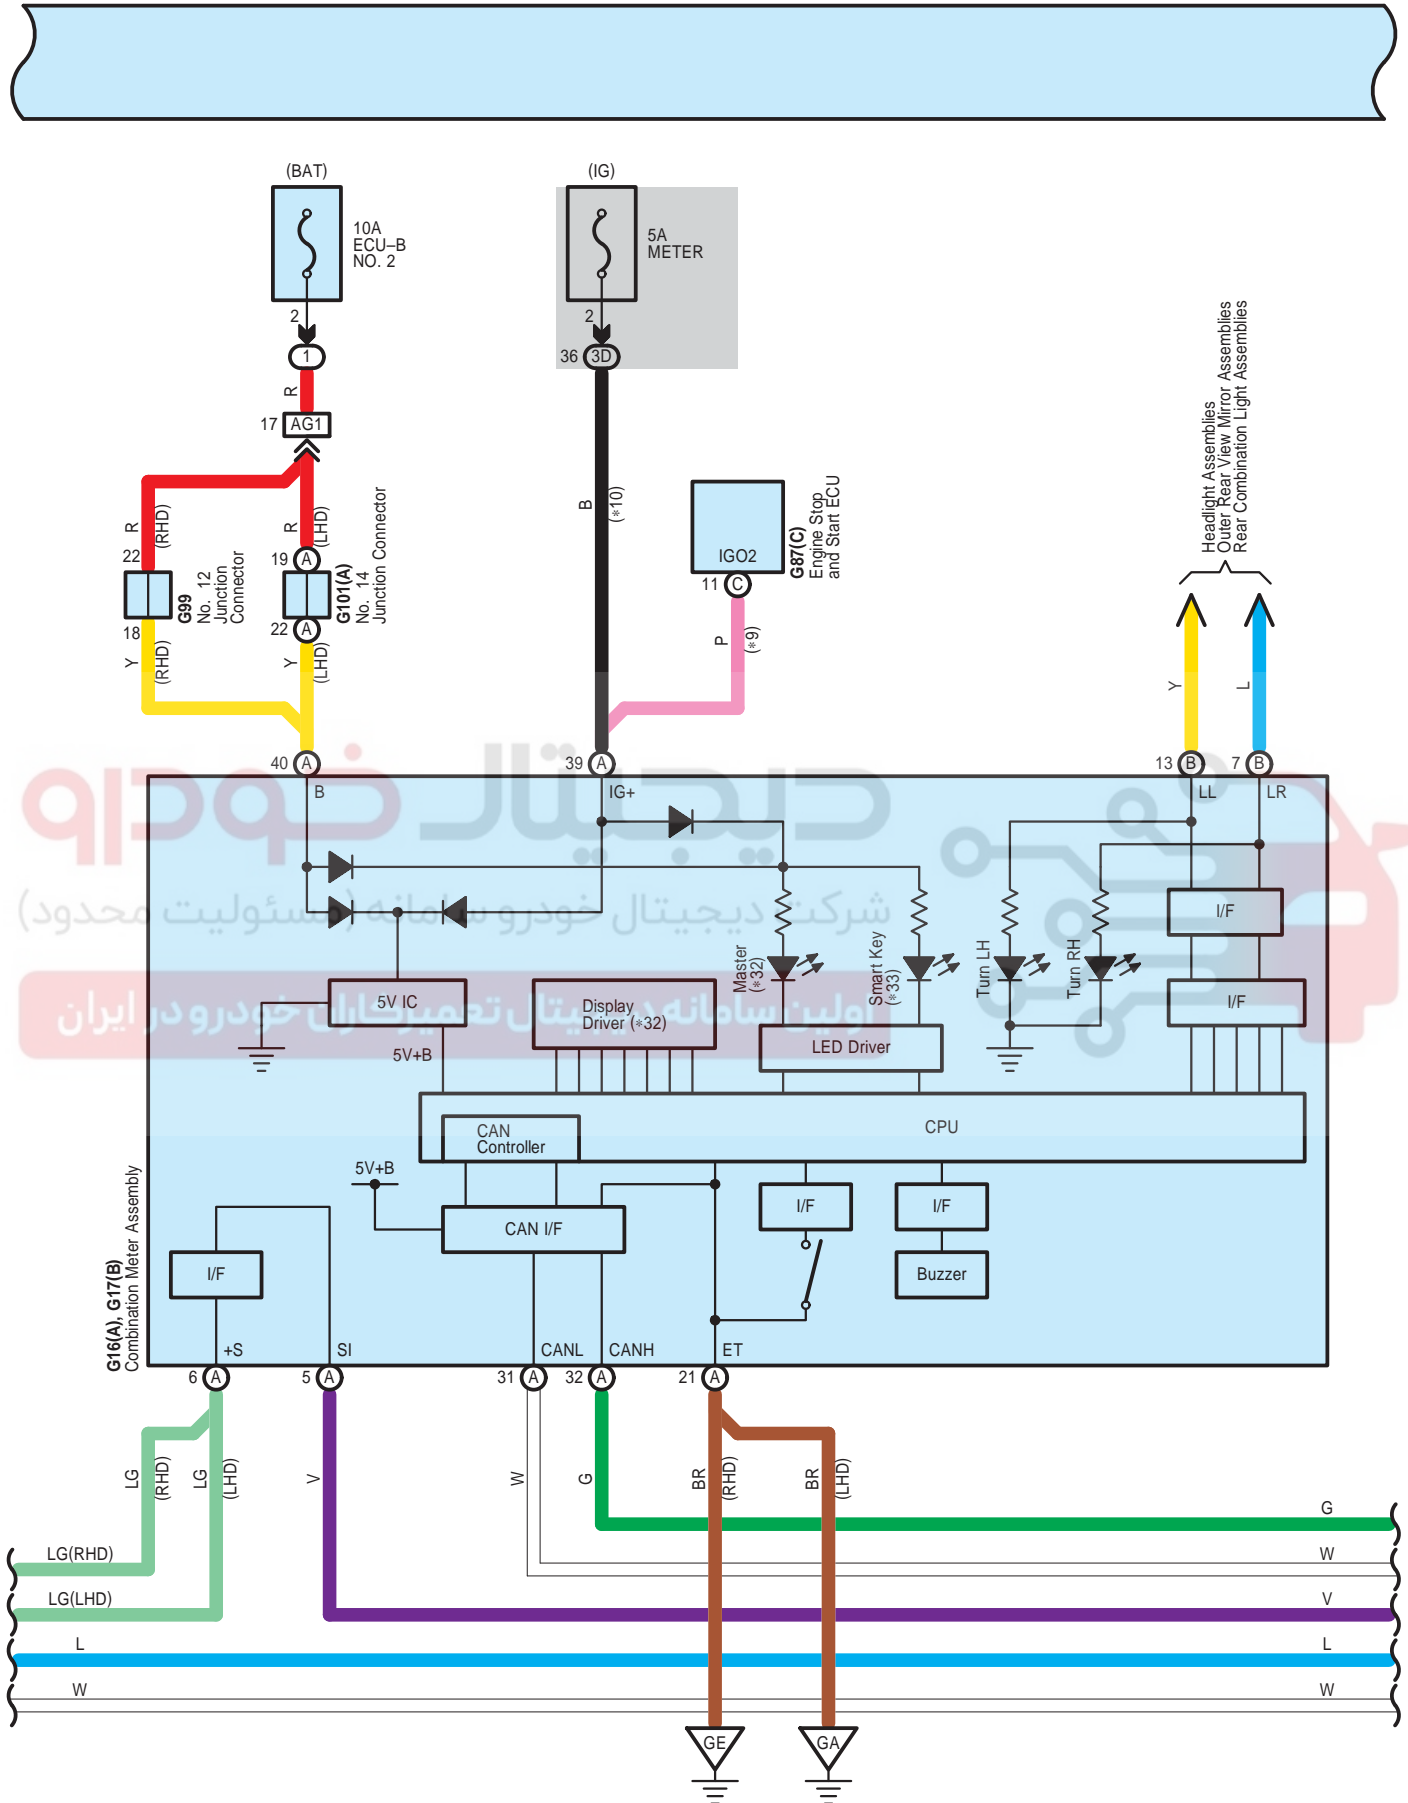 (BAT)
(IG)
10A
ECU–B
NO. 2
5A
METER
2
2
1
36
3D
R
17
AG1
Headlight Assemblies
Outer Rear View Mirror Assemblies
Rear Combination Light Assemblies
R
(RHD)
R
(LHD)
B
(∗10)
IGO2
G87(C)
Engine Stop
and Start ECU
22
19
A
11
C
G99
No. 12
Junction
Connector
G101(A)
No. 14
Junction Connector
18
22
A
Y
(RHD)
Y
(LHD)
P
(∗9)
Y
L
40
A
39
A
13
B
7
B
B
IG+
LL
LR
دیجیتال خودرو
شرکت دیجیتال خودرو سامانه (مسئولیت محدود)
اولین سامانه دیجیتال تعمیرکاران خودرو در ایران
I/F
Master
(∗32)
Smart Key
(∗33)
Turn LH
Turn RH
5V IC
Display
Driver (∗32)
I/F
5V+B
LED Driver
CAN
Controller
CPU
5V+B
CAN I/F
I/F
I/F
I/F
Buzzer
G16(A), G17(B)
Combination Meter Assembly
+S
SI
CANL
CANH
ET
6
A
5
A
31
A
32
A
21
A
LG
(RHD)
LG
(LHD)
V
W
G
BR
(RHD)
BR
(LHD)
G
LG(RHD)
W
LG(LHD)
V
L
L
W
W
GE
GA